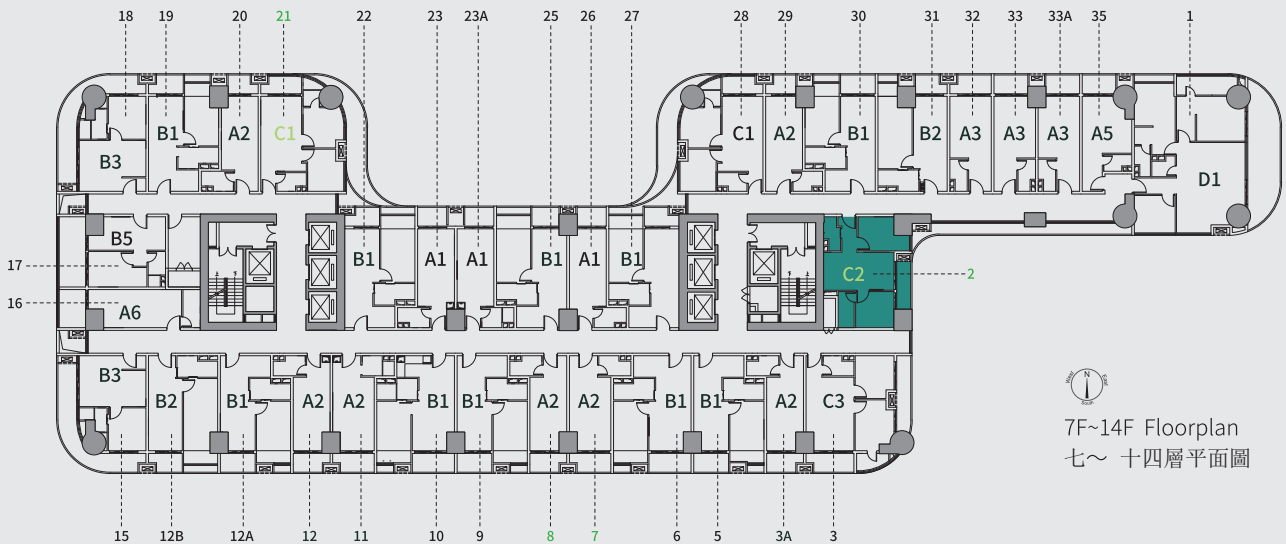 18 19 20 21 22 23 23A 25 26 27 28 29 30 31 32 33 33A 35 1
B3 B1 A2 C1 C1 A2 B1 B2 A3 A3 A3 A5 D1
B5 B1 A1 A1 B1 A1 B1 C2 2
17
16 A6
B3 B2 B1 A2 A2 B1 B1 A2 A2 B1 B1 A2 C3
15 12B 12A 12 11 10 9 8 7 6 5 3A 3
N
West East
South
7F~14F Floorplan
七～ 十四層平面圖